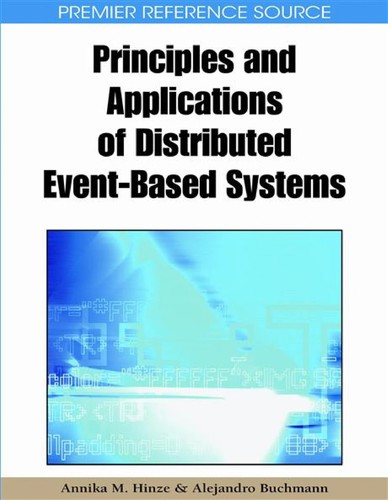 PREMIER REFERENCE SOURCE
Principles and
Applications
of Distributed
Event-Based Systems
Annika M. Hinze & Alejandro Buchmann